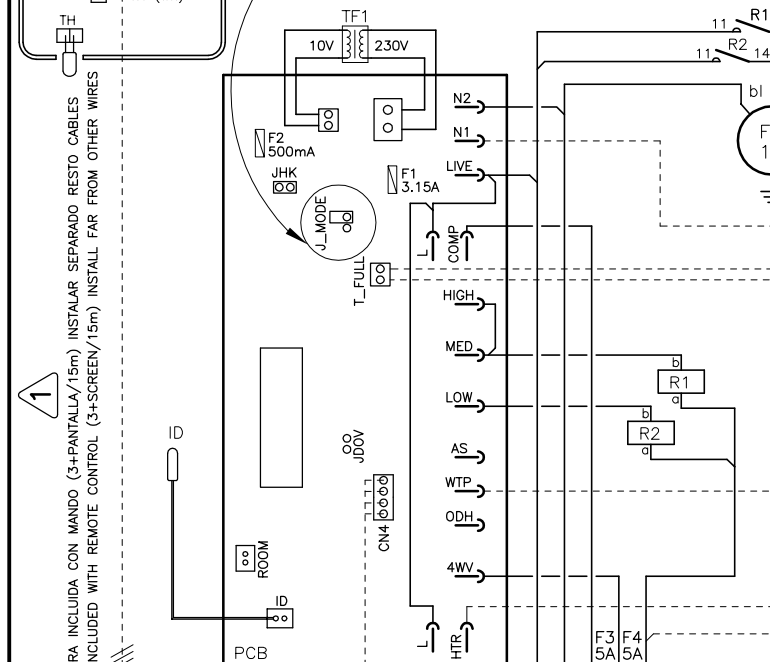 TH
TF1
10V
230V
R1
11
R2
11
14
bl
F
1
N2
N1
LIVE
F2
500mA
JHK
F1
3.15A
J_MODE
L
COMP
T_FULL
HIGH
MED
LOW
AS
WTP
ODH
4WV
b
R1
a
b
R2
a
1
ID
JDOV
CN4
ROOM
ID
PCB
L
HTR
F3
5A
F4
5A
RA INCLUIDA CON MANDO (3+PANTALLA/15m) INSTALAR SEPARADO RESTO CABLES
NCLUDED WITH REMOTE CONTROL (3+SCREEN/15m) INSTALL FAR FROM OTHER WIRES